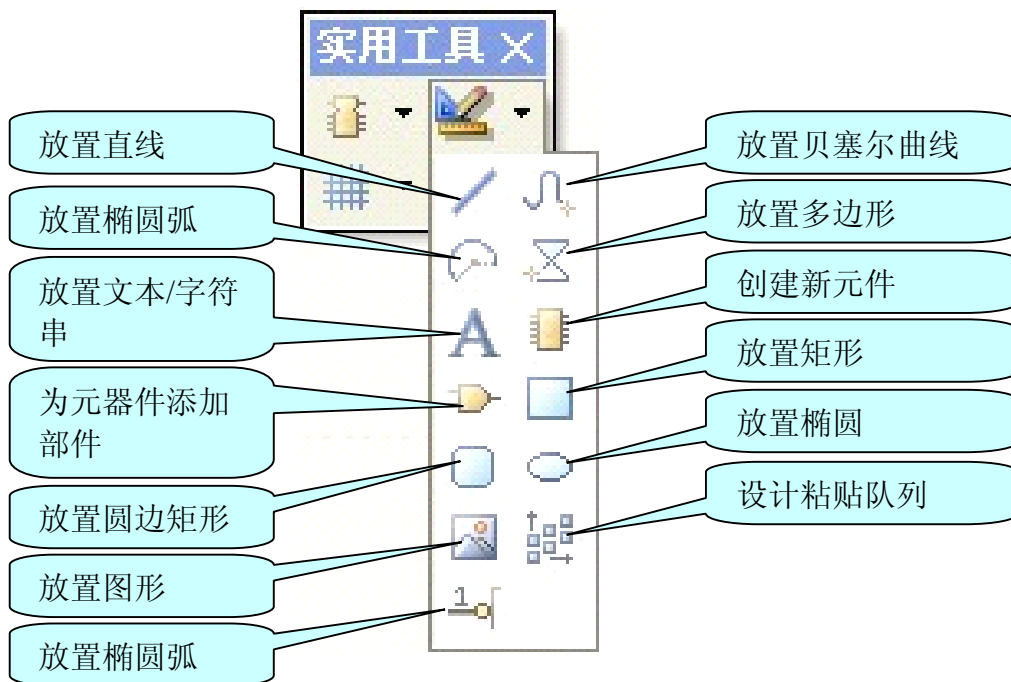 实用工具
放置直线
放置椭圆弧
放置文本/字符
串
为元器件添加
部件
放置圆边矩形
放置图形
放置椭圆弧
放置贝塞尔曲线
放置多边形
创建新元件
放置矩形
放置椭圆
设计粘贴队列
A
1